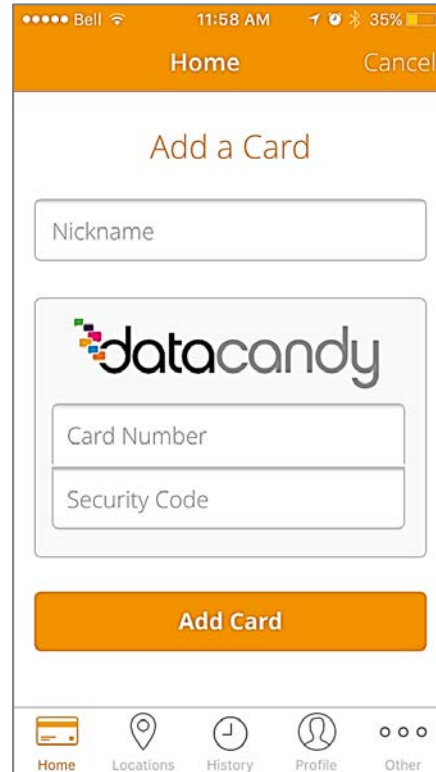 Bell 11:58 AM 35%
Home Cancel
Add a Card
Nickname
datacandy
Card Number
Security Code
Add Card
Home Locations History Profile Other